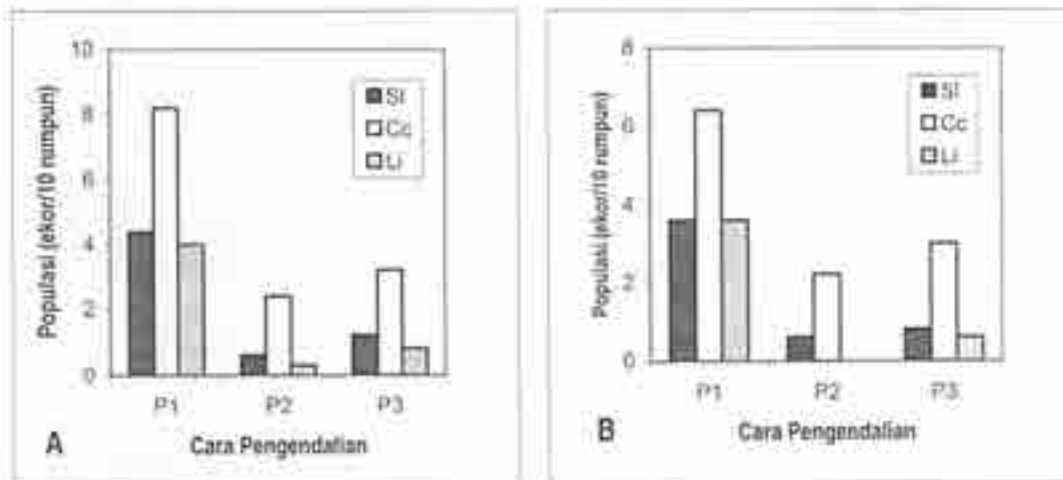 10
8
6
4
2
0
Populasi (ekor/10 rumpun)
Sl
Cc
Li
P1 P2 P3
Cara Pengendalian
A
8
6
4
2
0
Populasi (ekor/10 rumpun)
Sl
Cc
Li
P1 P2 P3
Cara Pengendalian
B